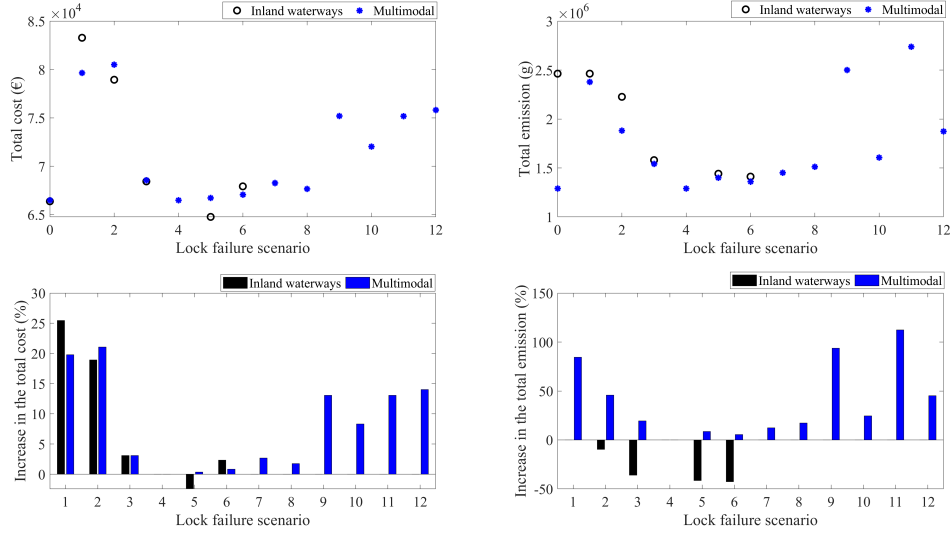 ×10⁴
Inland waterways Multimodal
8.5
8
7.5
7
6.5
Total cost (€)
0 2 4 6 8 10 12
Lock failure scenario
×10⁶
Inland waterways Multimodal
3
2.5
2
1.5
1
Total emission (g)
0 2 4 6 8 10 12
Lock failure scenario
Inland waterways Multimodal
30
25
20
15
10
5
0
Increase in the total cost (%)
1 2 3 4 5 6 7 8 9 10 11 12
Lock failure scenario
Inland waterways Multimodal
150
100
50
0
-50
Increase in the total emission (%)
1 2 3 4 5 6 7 8 9 10 11 12
Lock failure scenario